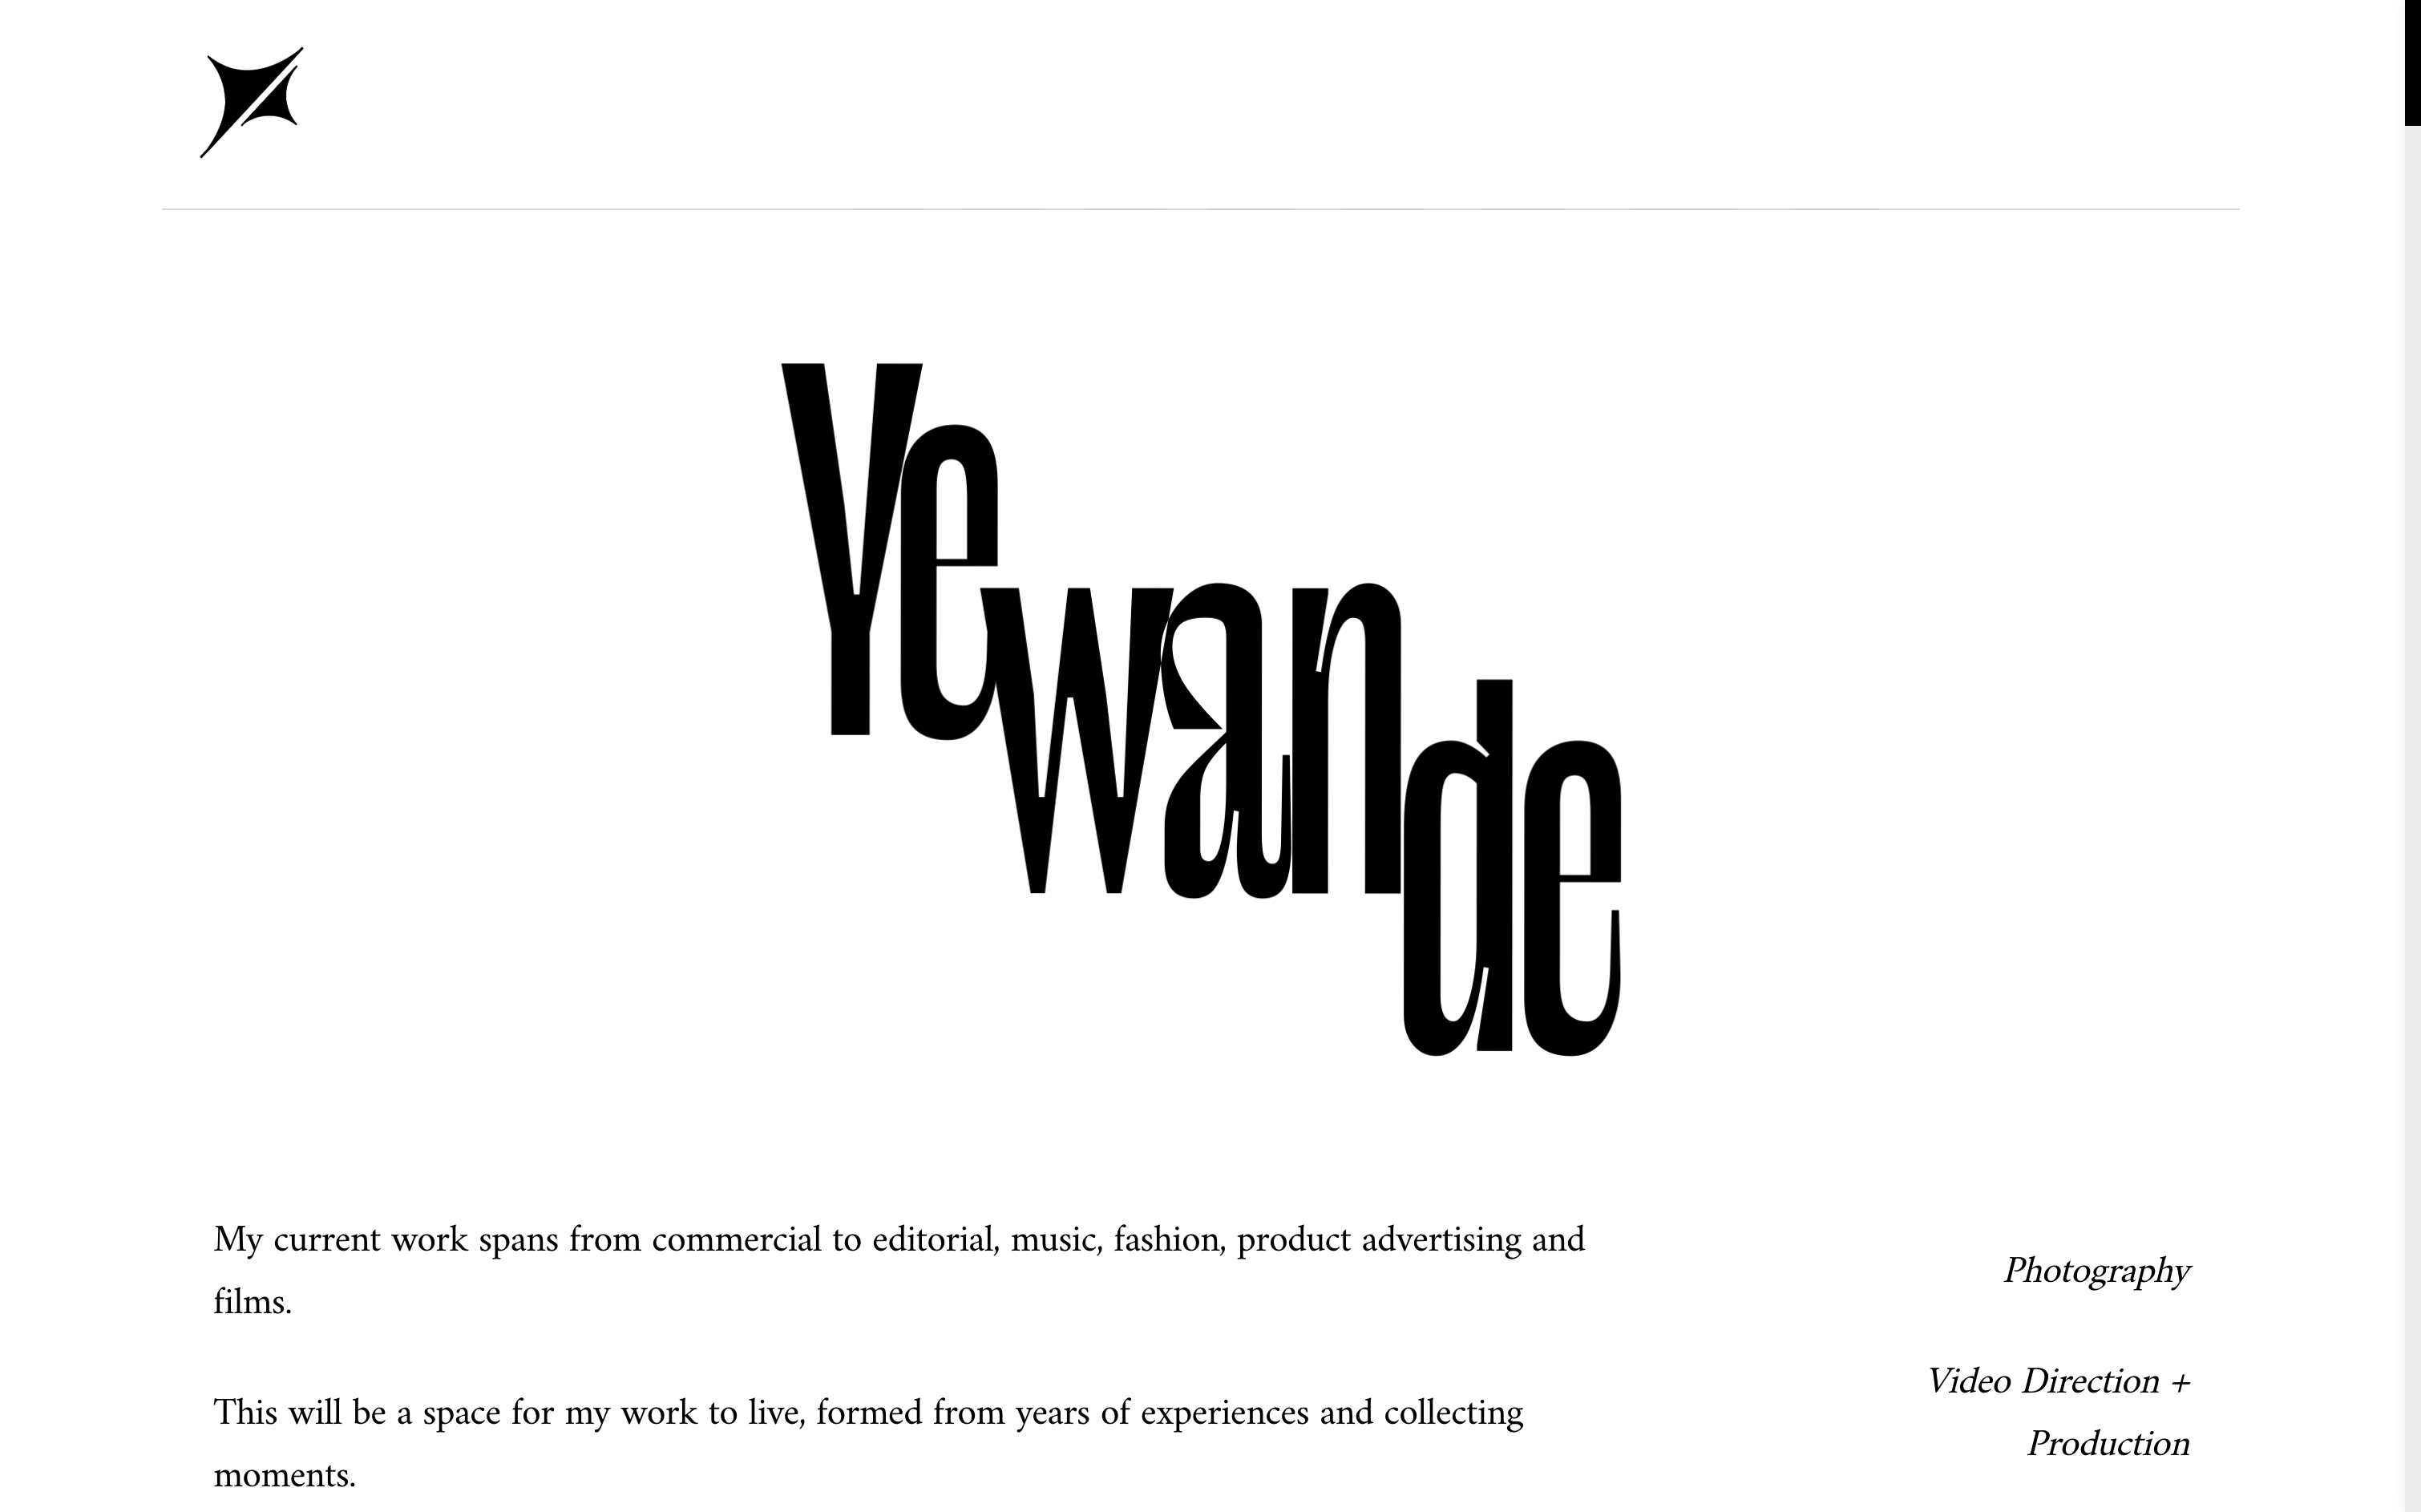 Yewande
My current work spans from commercial to editorial, music, fashion, product advertising and
films.
This will be a space for my work to live, formed from years of experiences and collecting
moments.
Photography
Video Direction +
Production